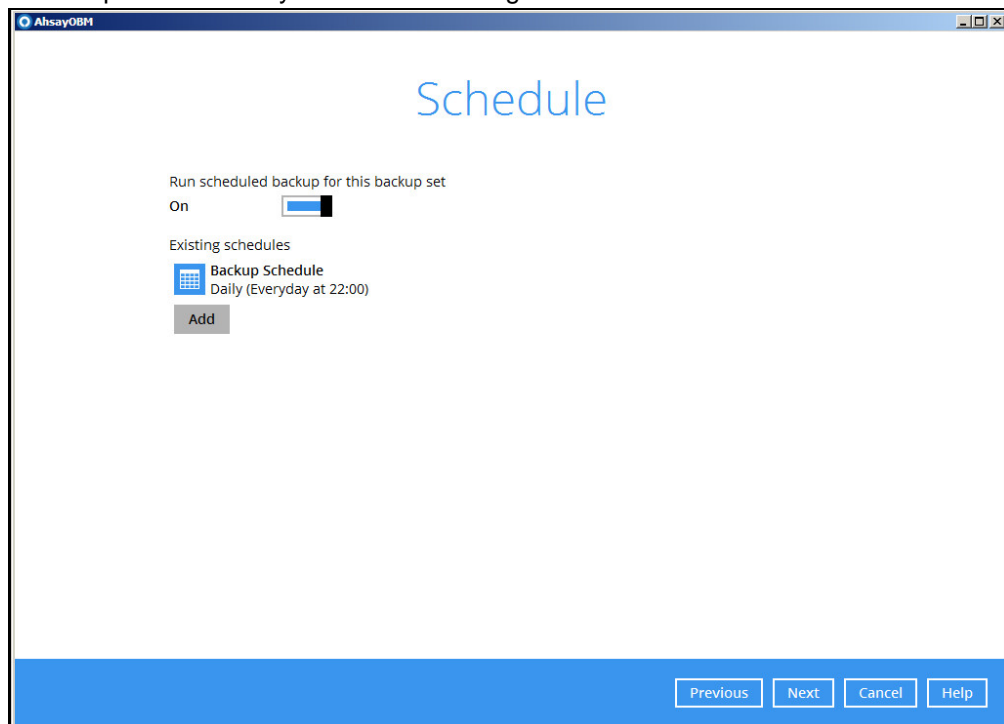 AhsayOBM
Schedule
Run scheduled backup for this backup set
On
Existing schedules
Backup Schedule
Daily (Everyday at 22:00)
Add
Previous Next Cancel Help